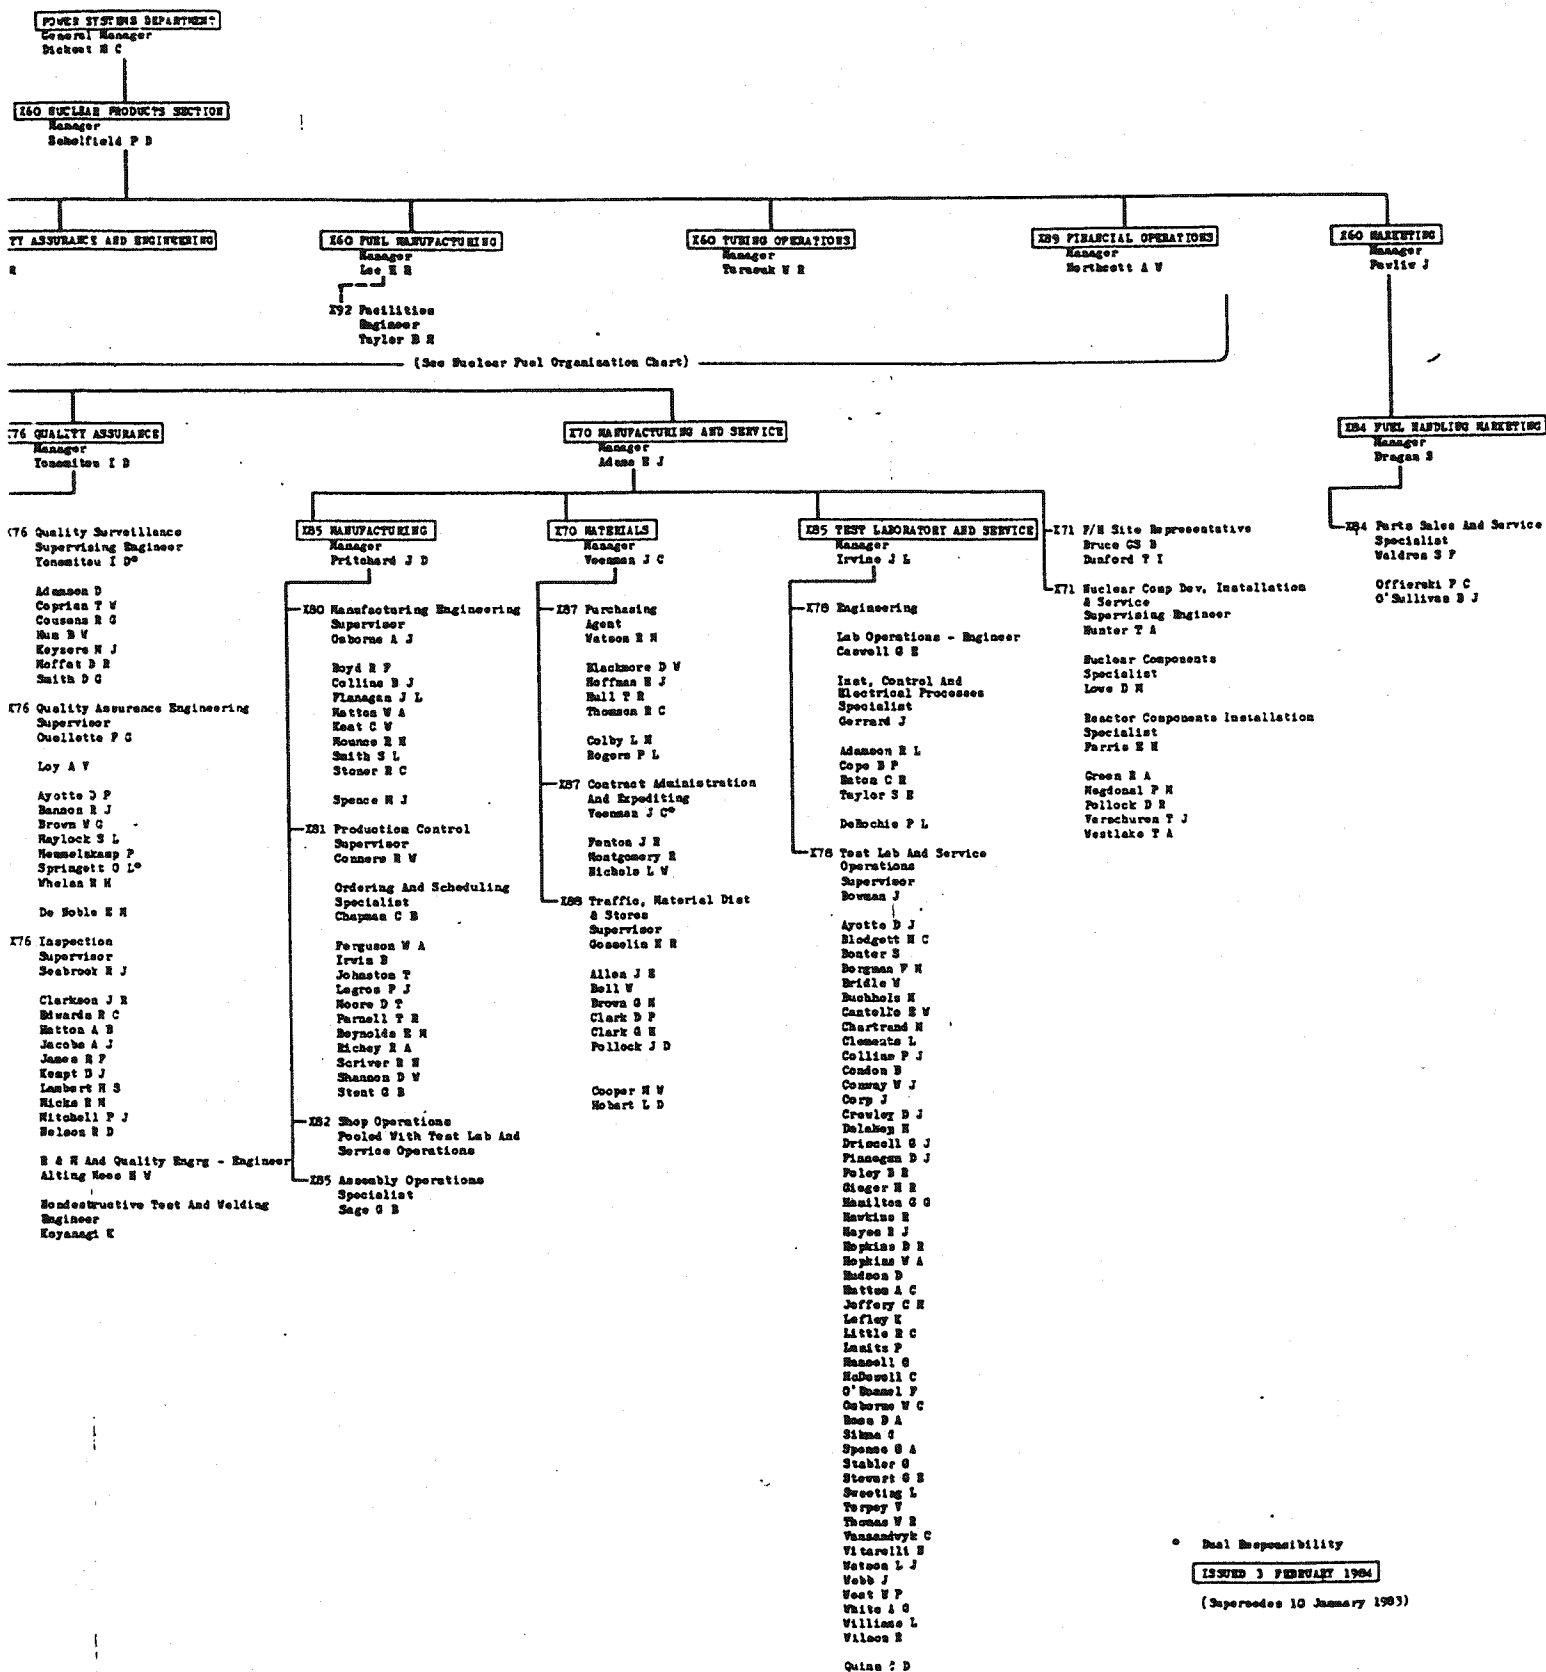 POWER SYSTEMS DEPARTMENT
General Manager
Dickout N C
X60 NUCLEAR PRODUCTS SECTION
Manager
Scholfield P D
TY ASSURANCE AND ENGINEERING
R
X60 FUEL MANUFACTURING
Manager
Lee H R
X92 Facilities
Engineer
Taylor B H
X60 TUBING OPERATIONS
Manager
Tarasuk W R
X89 FINANCIAL OPERATIONS
Manager
Northcott A W
X60 MARKETING
Manager
Pawliw J
(See Nuclear Fuel Organization Chart)
X76 QUALITY ASSURANCE
Manager
Yonemitsu I D
X70 MANUFACTURING AND SERVICE
Manager
Adams E J
X84 FUEL HANDLING MARKETING
Manager
Dragan S
X76 Quality Surveillance
Supervising Engineer
Yonemitsu I D*
Adamson D
Coprian T W
Cousens R G
B W
Keysers N J
Moffat D R
Smith D G
X76 Quality Assurance Engineering
Supervisor
Ouellette P G
Loy A V
Ayotte D P
Bannon R J
Brown W G
Haylock S L
Hemmelskamp P
Springett O L*
Whelan R M
De Noble E M
X76 Inspection
Supervisor
Seabrook R J
Clarkson J R
Edwards R C
Hatton A B
Jacobs A J
James R F
Kempt D J
Lambert H S
Hicks R M
Mitchell P J
Nelson R D
R & M And Quality Engrg - Engineer
Alting Mees H W
Nondestructive Test And Welding
Engineer
Koyanagi K
X85 MANUFACTURING
Manager
Pritchard J D
X80 Manufacturing Engineering
Supervisor
Osborne A J
Boyd R F
Collins B J
Flanagan J L
Hatton W A
Keat C W
Mounce R H
Smith S L
Stoner R C
Spence M J
X81 Production Control
Supervisor
Conners R W
Ordering And Scheduling
Specialist
Chapman C B
Ferguson W A
Irvin B
Johnston T
Legros P J
Moore D T
Parnell T R
Reynolds R M
Richey R A
Scriver R H
Shannon D W
Stent G B
X82 Shop Operations
Pooled With Test Lab And
Service Operations
X85 Assembly Operations
Specialist
Sage G B
X70 MATERIALS
Manager
Veenman J C
X87 Purchasing
Agent
Watson R H
Blackmore D W
Hoffman E J
Hull T R
Thomson R C
Colby L M
Rogers P L
X87 Contract Administration
And Expediting
Veenman J C*
Fenton J R
Montgomery R
Nichols L W
X88 Traffic, Material Dist
& Stores
Supervisor
Gosselin K R
Allen J E
Bell W
Brown G H
Clark D P
Clark G H
Pollock J D
Cooper H W
Hobart L D
X85 TEST LABORATORY AND SERVICE
Manager
Irvine J L
X78 Engineering
Lab Operations - Engineer
Caswell G E
Inst, Control And
Electrical Processes
Specialist
Gerrard J
Adamson R L
Cope B P
Eaton C R
Taylor S E
DeRochie P L
X78 Test Lab And Service
Operations
Supervisor
Bowman J
Ayotte D J
Blodgett H C
Bonter S
Borgman F H
Bridle W
Buchholz H
Cantello E W
Chartrand M
Clements L
Collins P J
Condon B
Conway W J
Corp J
Crowley D J
Delahey H
Driscoll G J
Finnegan D J
Foley B R
Gieger H R
Hamilton G G
Hawkins R
Hayes R J
Hopkins D R
Hopkins W A
Hudson D
Hutton A C
Jeffery C H
Lefley K
Little R C
P
Mansell G
McDowell C
O'Donnel F
Osborne W C
Ross D A
Sikma G
Spense G A
Stabler G
Stewart G E
Sweeting L
Torpey V
Thomas W R
Vansandwyk C
Vitarelli N
Watson L J
Webb J
West W P
White A G
Williams L
Wilson R
Quinn D
X71 F/H Site Representative
Bruce GS B
Dunford T I
X71 Nuclear Comp Dev, Installation
& Service
Supervising Engineer
Hunter T A
Nuclear Components
Specialist
Lowe D M
Reactor Components Installation
Specialist
Farris E H
Green R A
Magdonal P H
Pollock D R
Verschuren T J
Westlake T A
X84 Parts Sales And Service
Specialist
Waldron S P
Offierski P C
O'Sullivan B J
* Dual Responsibility
ISSUED 3 FEBRUARY 1984
(Supersedes 10 January 1983)